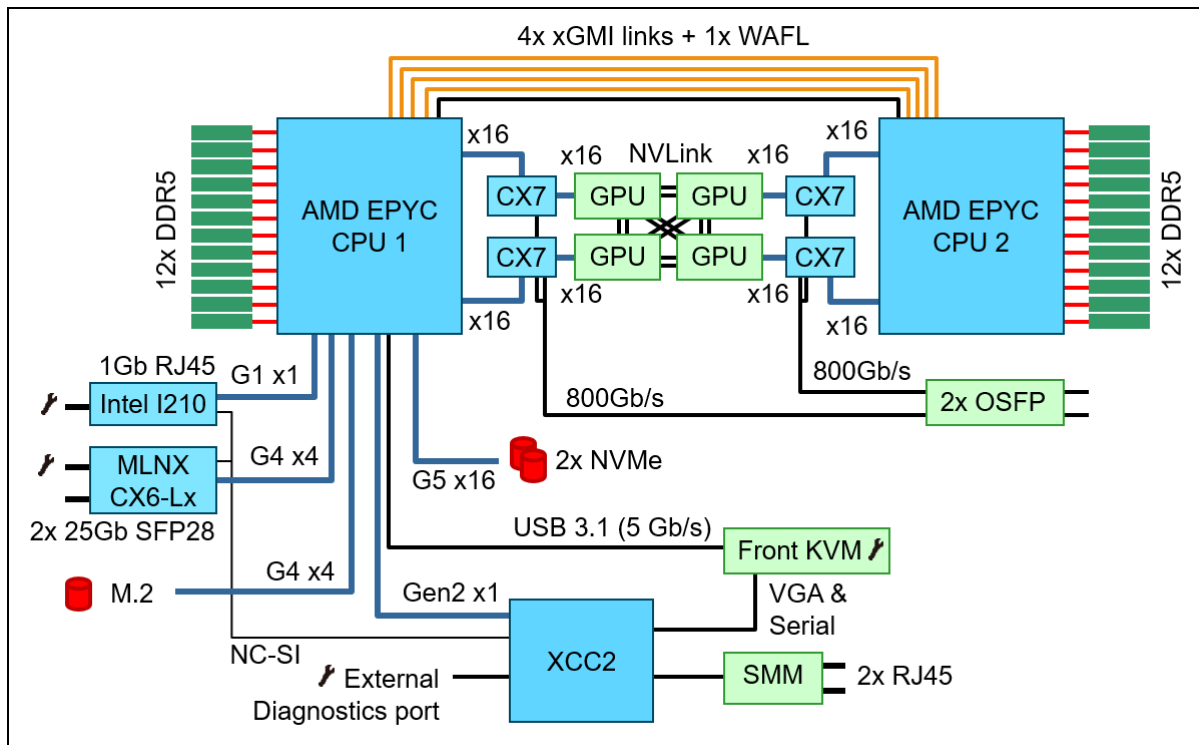 4x xGMI links + 1x WAFL
12x DDR5
AMD EPYC
CPU 1
x16
x16
CX7
CX7
x16
x16
NVLink
GPU
GPU
GPU
GPU
x16
x16
CX7
CX7
x16
x16
AMD EPYC
CPU 2
12x DDR5
1Gb RJ45
Intel I210
G1 x1
800Gb/s
800Gb/s
2x OSFP
MLNX
CX6-Lx
G4 x4
2x 25Gb SFP28
G5 x16
2x NVMe
M.2
G4 x4
USB 3.1 (5 Gb/s)
Front KVM
Gen2 x1
VGA &
Serial
NC-SI
XCC2
External
Diagnostics port
SMM
2x RJ45